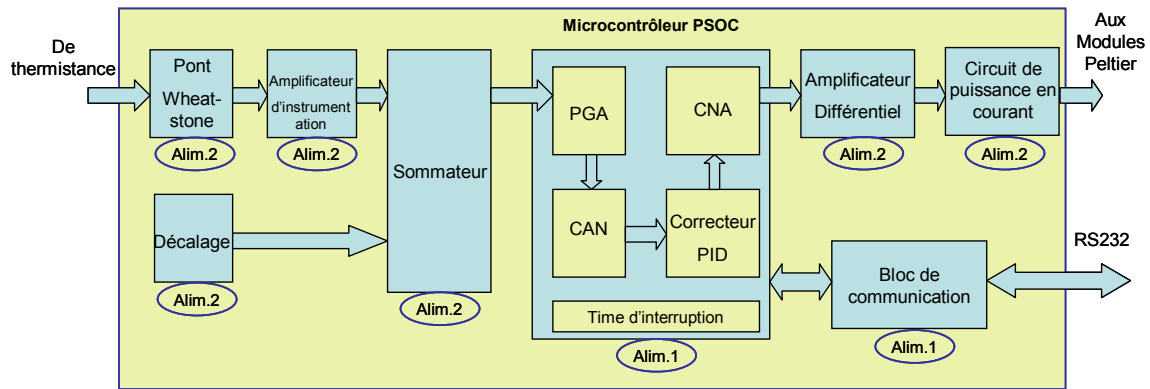 Microcontrôleur PSOC
De
thermistance
Pont
Wheat-
stone
Alim.2
Amplificateur
d'instrument
ation
Alim.2
Décalage
Alim.2
Sommateur
Alim.2
PGA
CNA
CAN
Correcteur
PID
Time d'interruption
Alim.1
Amplificateur
Différentiel
Alim.2
Circuit de
puissance en
courant
Alim.2
Aux
Modules
Peltier
Bloc de
communication
Alim.1
RS232